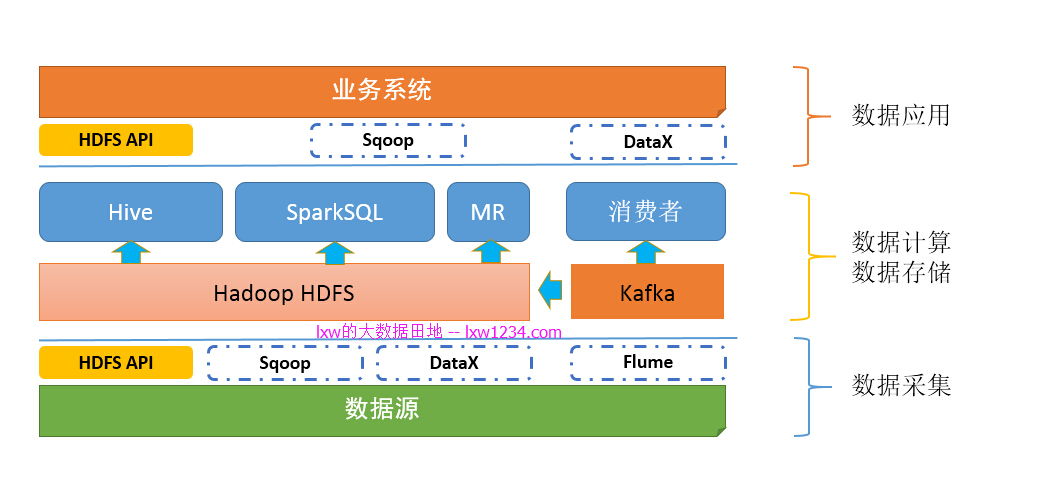 业务系统
HDFS API
Sqoop
DataX
数据应用
Hive
SparkSQL
MR
消费者
Hadoop HDFS
Kafka
数据计算
数据存储
lxw的大数据田地 -- lxw1234.com
HDFS API
Sqoop
DataX
Flume
数据源
数据采集